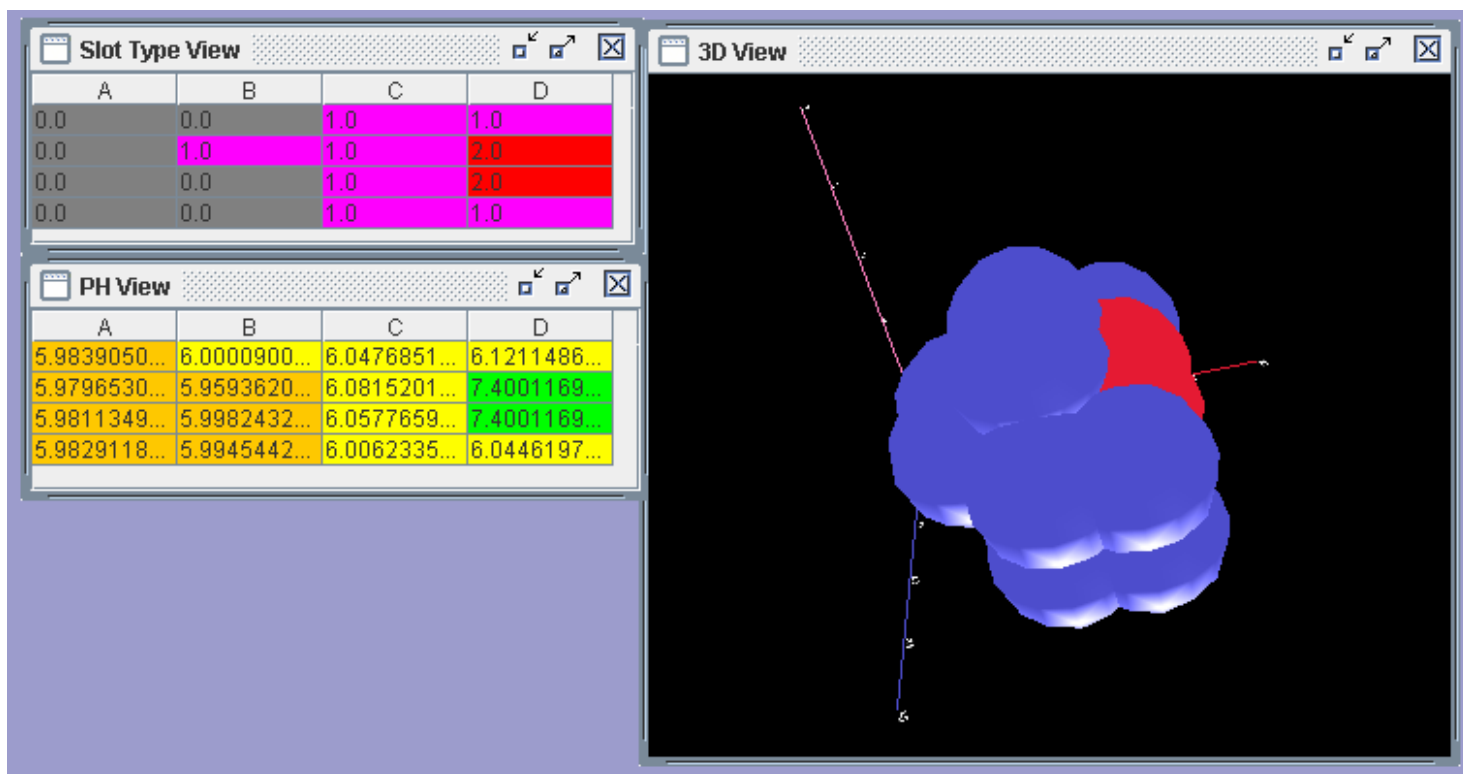 Slot Type View
A B C D
0.0 0.0 1.0 1.0
0.0 1.0 1.0 2.0
0.0 0.0 1.0 2.0
0.0 0.0 1.0 1.0
PH View
A B C D
5.9839050... 6.0000900... 6.0476851... 6.1211486...
5.9796530... 5.9593620... 6.0815201... 7.4001169...
5.9811349... 5.9982432... 6.0577659... 7.4001169...
5.9829118... 5.9945442... 6.0062335... 6.0446197...
3D View